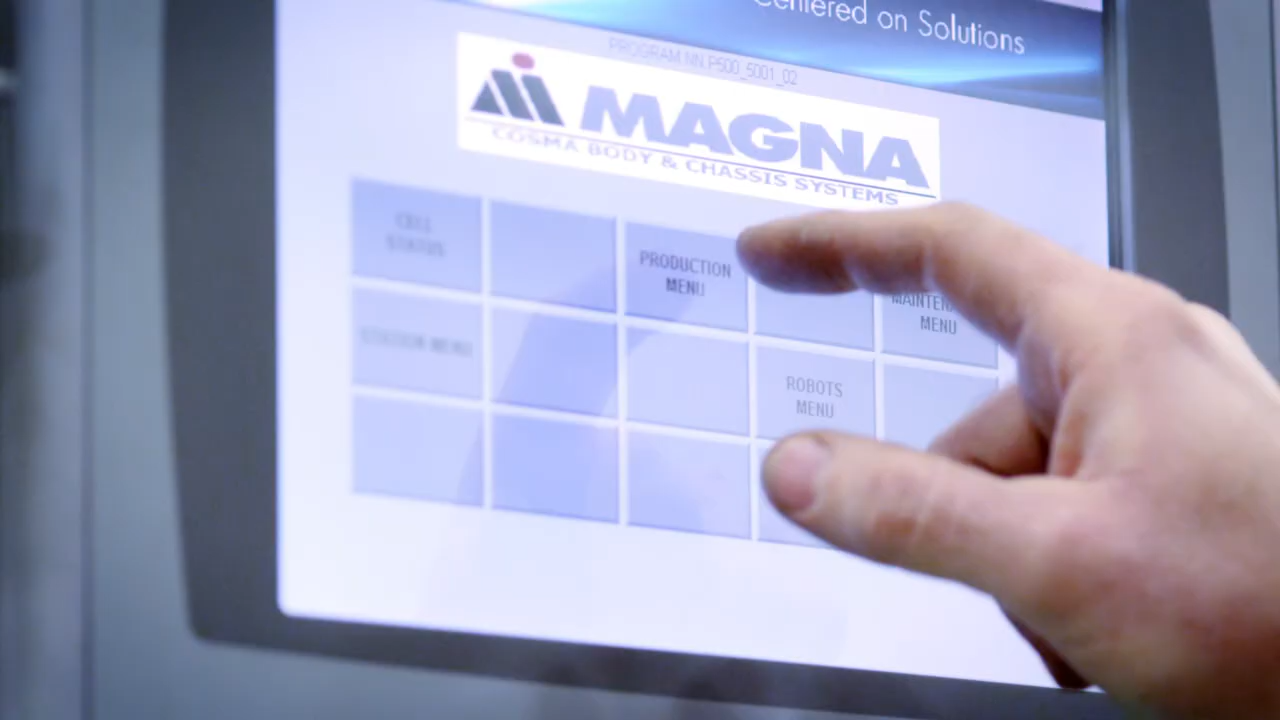 Centered on Solutions
PROGRAM NN P500_5001_02
MAGNA
COSMA BODY & CHASSIS SYSTEMS
CELL
STATUS
PRODUCTION
MENU
MAINTEN
MENU
STATION MENU
ROBOTS
MENU